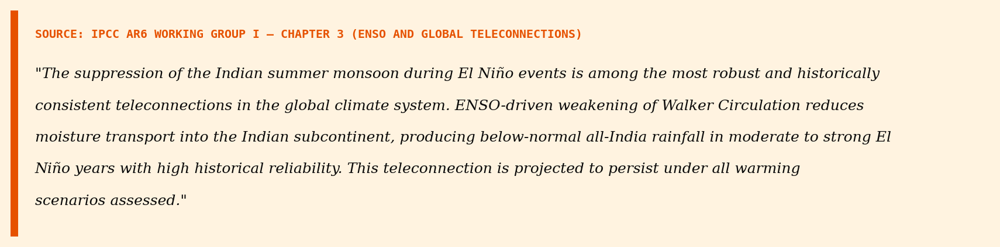 SOURCE: IPCC AR6 WORKING GROUP I — CHAPTER 3 (ENSO AND GLOBAL TELECONNECTIONS)
"The suppression of the Indian summer monsoon during El Niño events is among the most robust and historically
consistent teleconnections in the global climate system. ENSO-driven weakening of Walker Circulation reduces
moisture transport into the Indian subcontinent, producing below-normal all-India rainfall in moderate to strong El
Niño years with high historical reliability. This teleconnection is projected to persist under all warming
scenarios assessed."